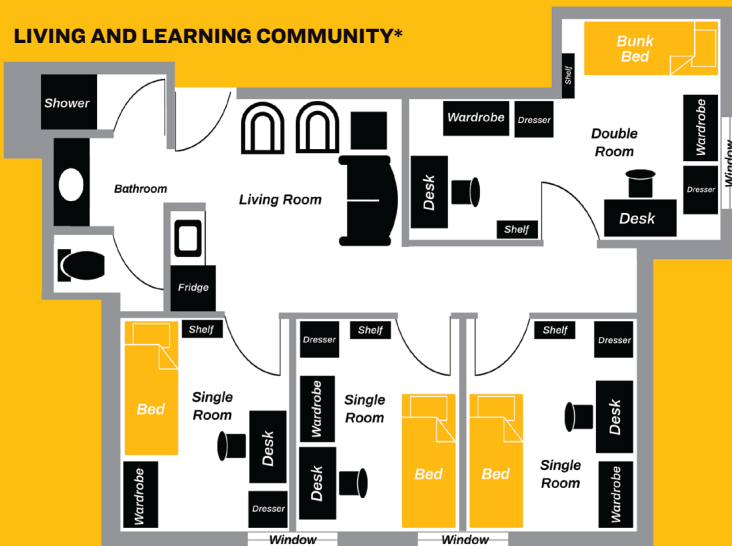 LIVING AND LEARNING COMMUNITY*
Shower
Bathroom
Living Room
Fridge
Bunk
Bed
Shelf
Wardrobe
Dresser
Double
Room
Wardrobe
Window
Desk
Dresser
Desk
Shelf
Shelf
Bed
Single
Room
Desk
Wardrobe
Dresser
Dresser
Shelf
Wardrobe
Single
Room
Desk
Bed
Shelf
Dresser
Desk
Bed
Single
Room
Wardrobe
Window
Window